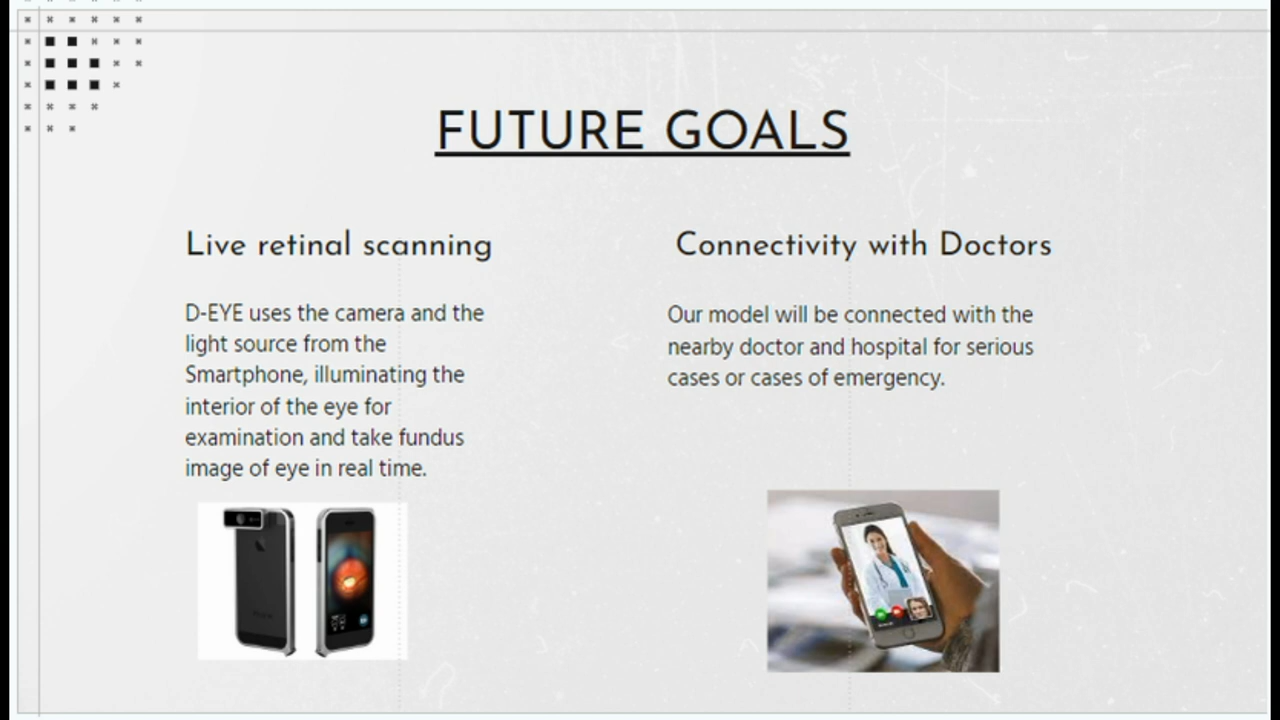 FUTURE GOALS
Live retinal scanning
D-EYE uses the camera and the
light source from the
Smartphone, illuminating the
interior of the eye for
examination and take fundus
image of eye in real time.
Connectivity with Doctors
Our model will be connected with the
nearby doctor and hospital for serious
cases or cases of emergency.